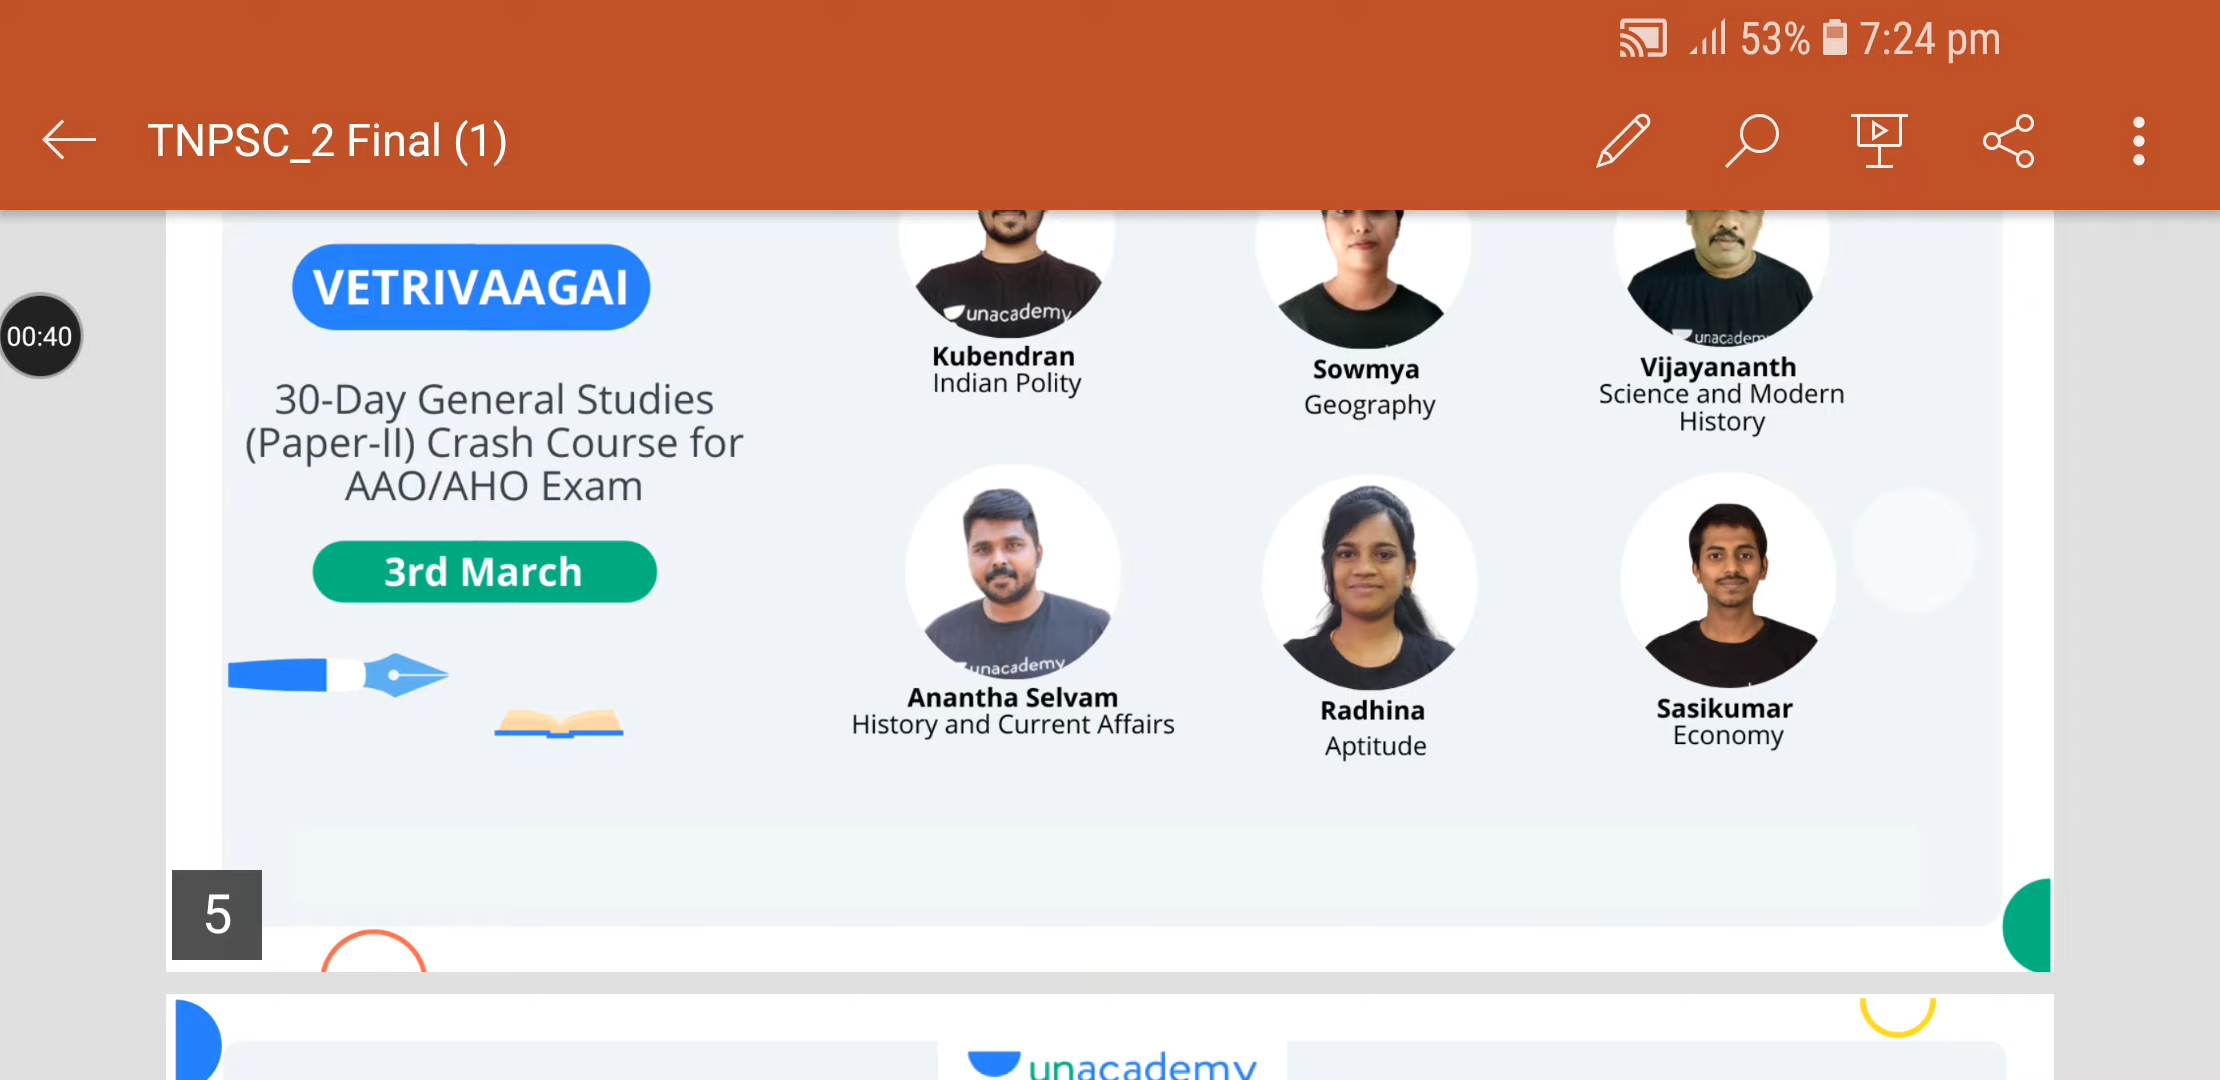 53% 7:24 pm
TNPSC_2 Final (1)
00:40
VETRIVAAGAI
30-Day General Studies
(Paper-II) Crash Course for
AAO/AHO Exam
3rd March
unacademy
Kubendran
Indian Polity
Sowmya
Geography
unacadem
Vijayananth
Science and Modern
History
unacademy
Anantha Selvam
History and Current Affairs
Radhina
Aptitude
Sasikumar
Economy
5
unacademy